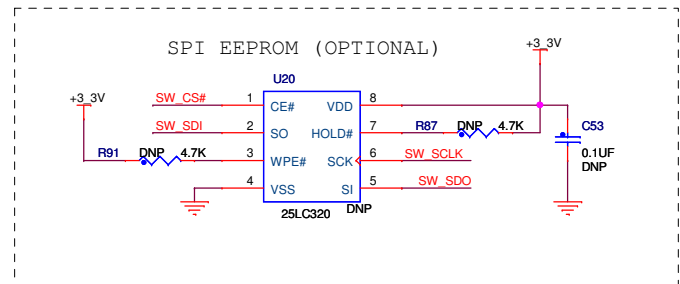 SPI EEPROM (OPTIONAL)
+3_3V
U20
+3_3V
SW_CS# 1 CE# VDD 8
C53
SW_SDI 2 SO HOLD# 7 R87 DNP 4.7K
0.1UF
DNP
R91 DNP 4.7K 3 WPE# SCK 6 SW_SCLK
4 VSS SI 5 SW_SDO
DNP
25LC320